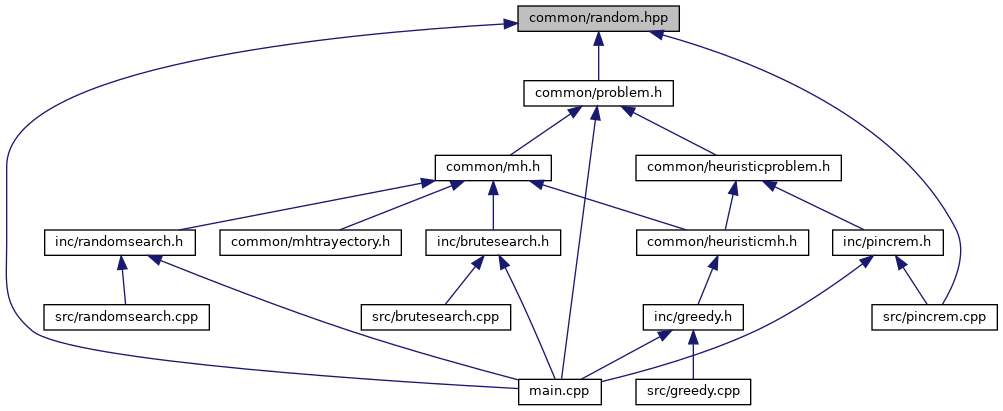 common/random.hpp
common/problem.h
common/mh.h
common/heuristicproblem.h
inc/randomsearch.h
common/mhtrayectory.h
inc/brutesearch.h
common/heuristicmh.h
inc/pincrem.h
src/randomsearch.cpp
src/brutesearch.cpp
inc/greedy.h
src/pincrem.cpp
main.cpp
src/greedy.cpp